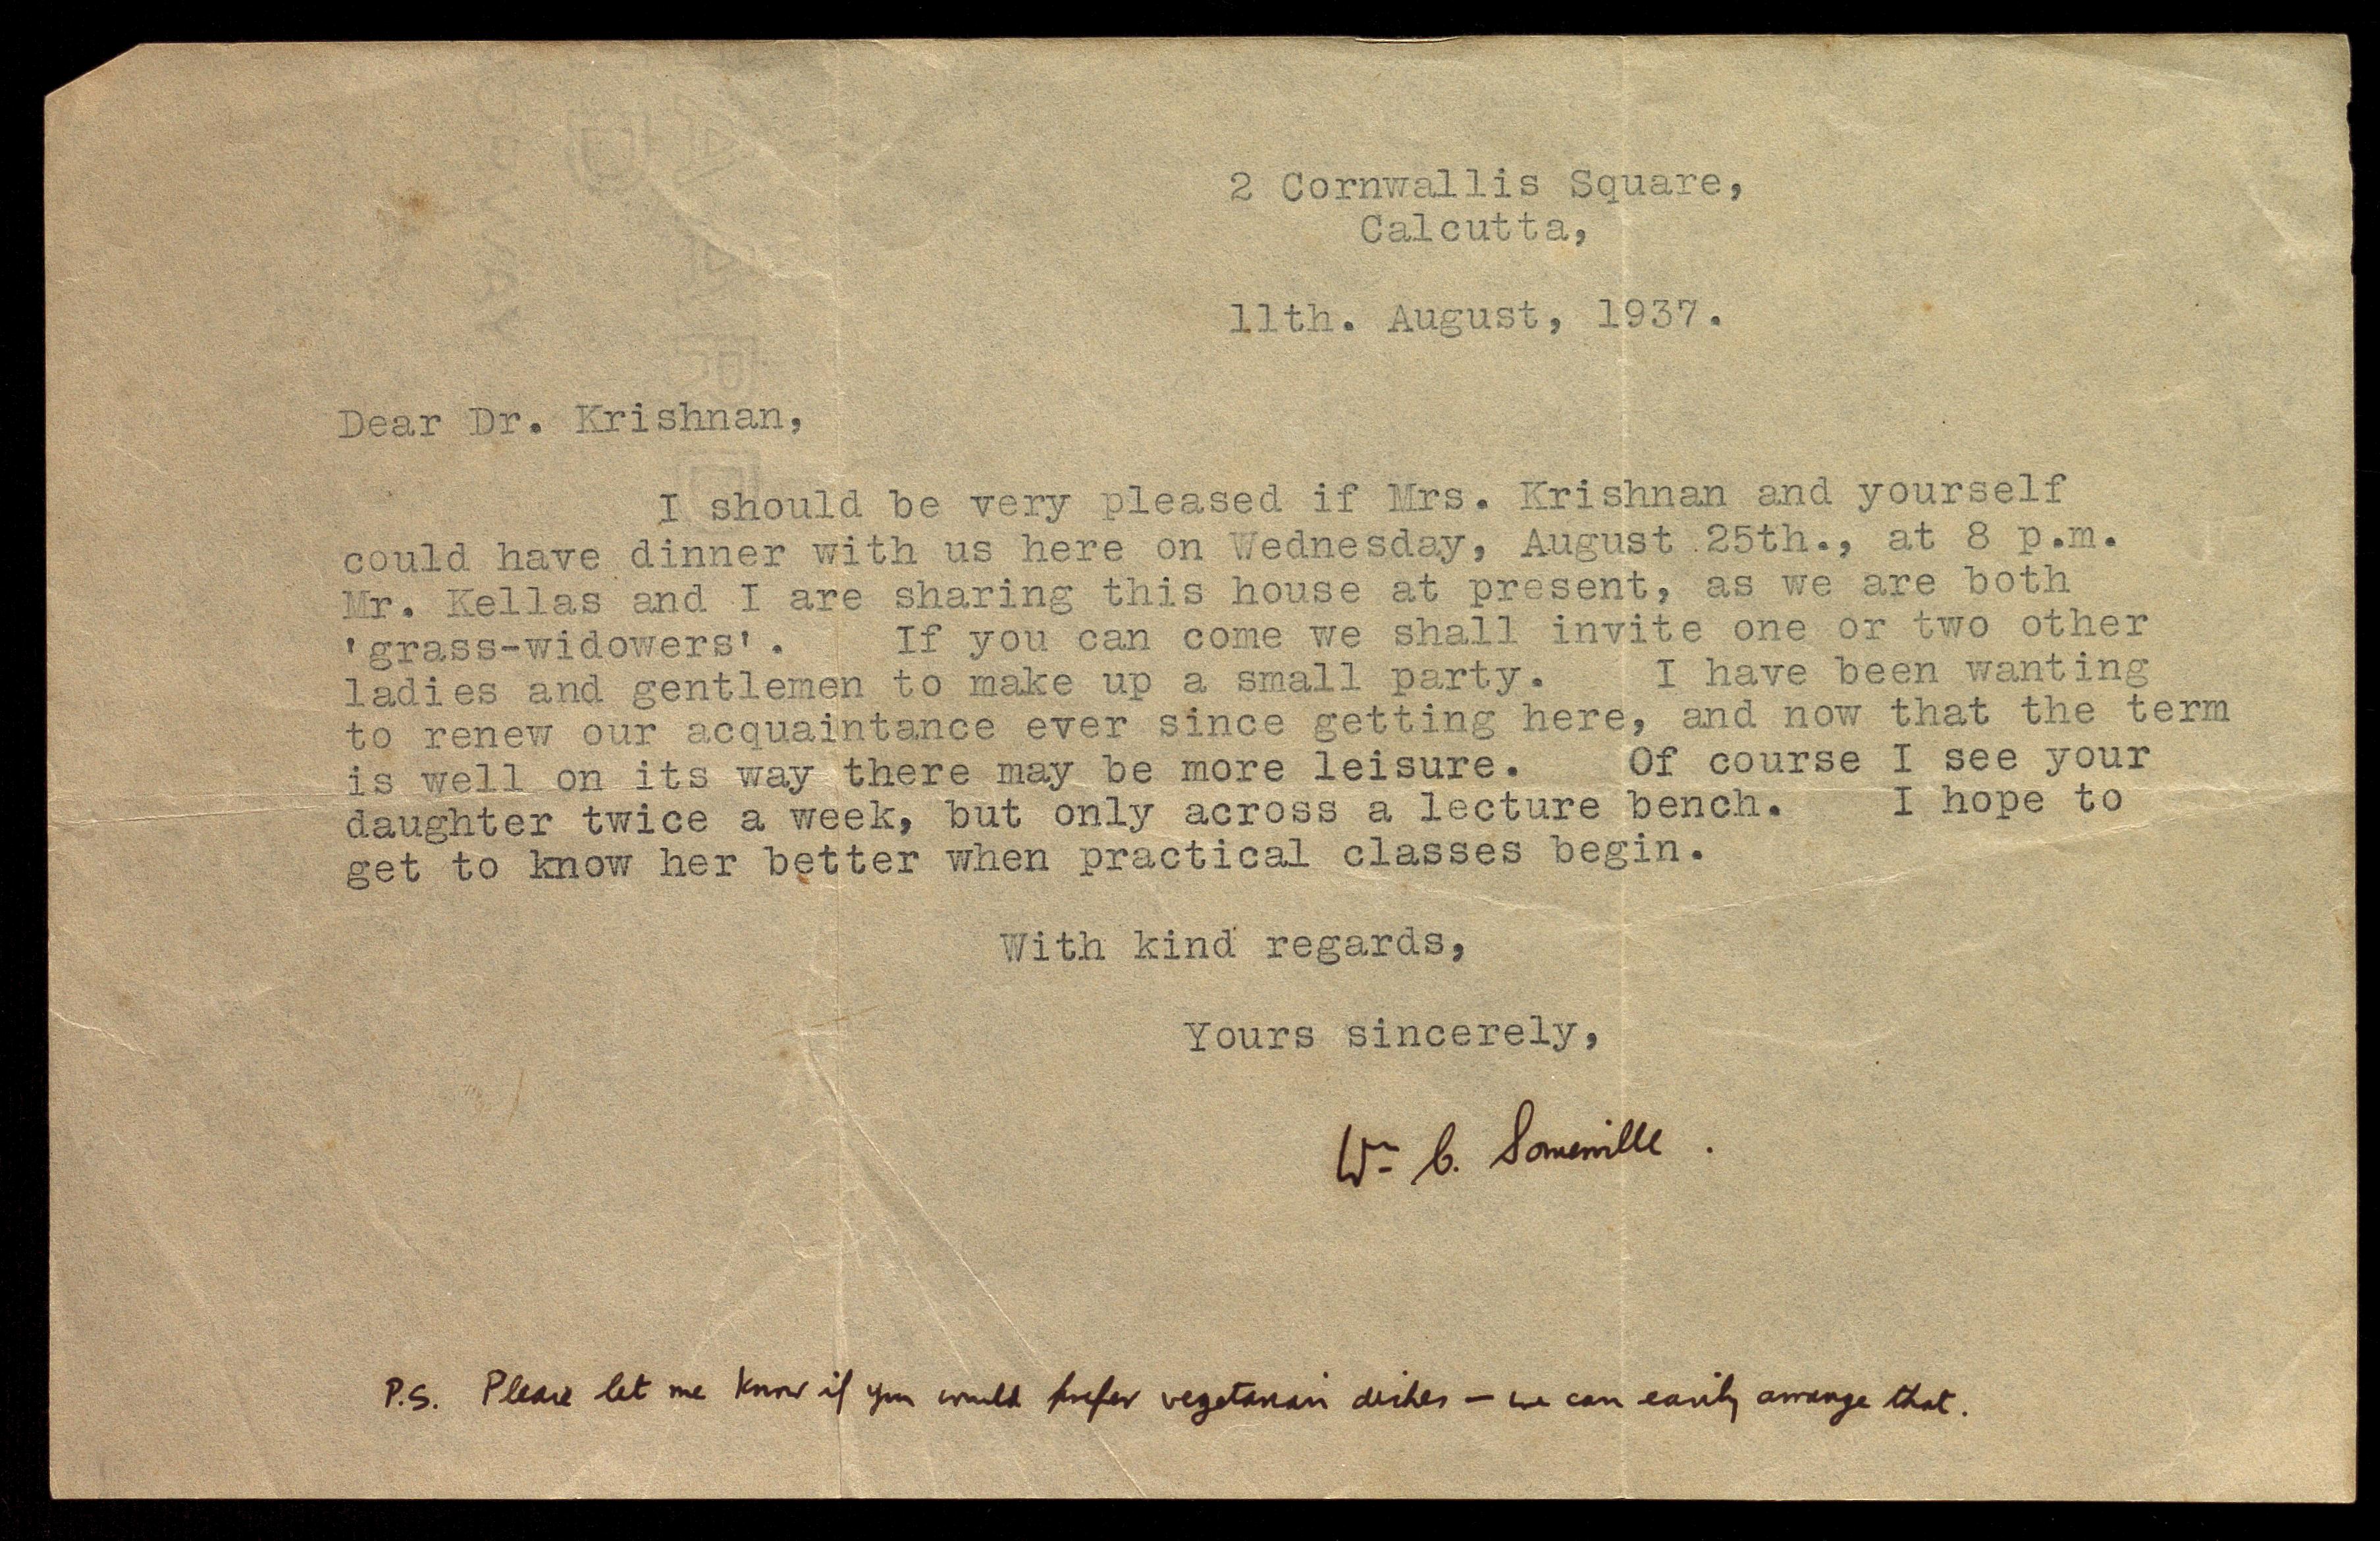 2 Cornwallis Square,
Calcutta,
11th. August, 1937.
Dear Dr. Krishnan,
I should be very pleased if Mrs. Krishnan and yourself
could have dinner with us here on Wednesday, August 25th., at 8 p.m.
Mr. Kellas and I are sharing this house at present, as we are both
'grass-widowers'. If you can come we shall invite one or two other
ladies and gentlemen to make up a small party. I have been wanting
to renew our acquaintance ever since getting here, and now that the term
is well on its way there may be more leisure. Of course I see your
daughter twice a week, but only across a lecture bench. I hope to
get to know her better when practical classes begin.
With kind regards,
Yours sincerely,
Wm C. Somerville.
P.S. Please let me know if you would prefer vegetarian dishes – we can easily arrange that.